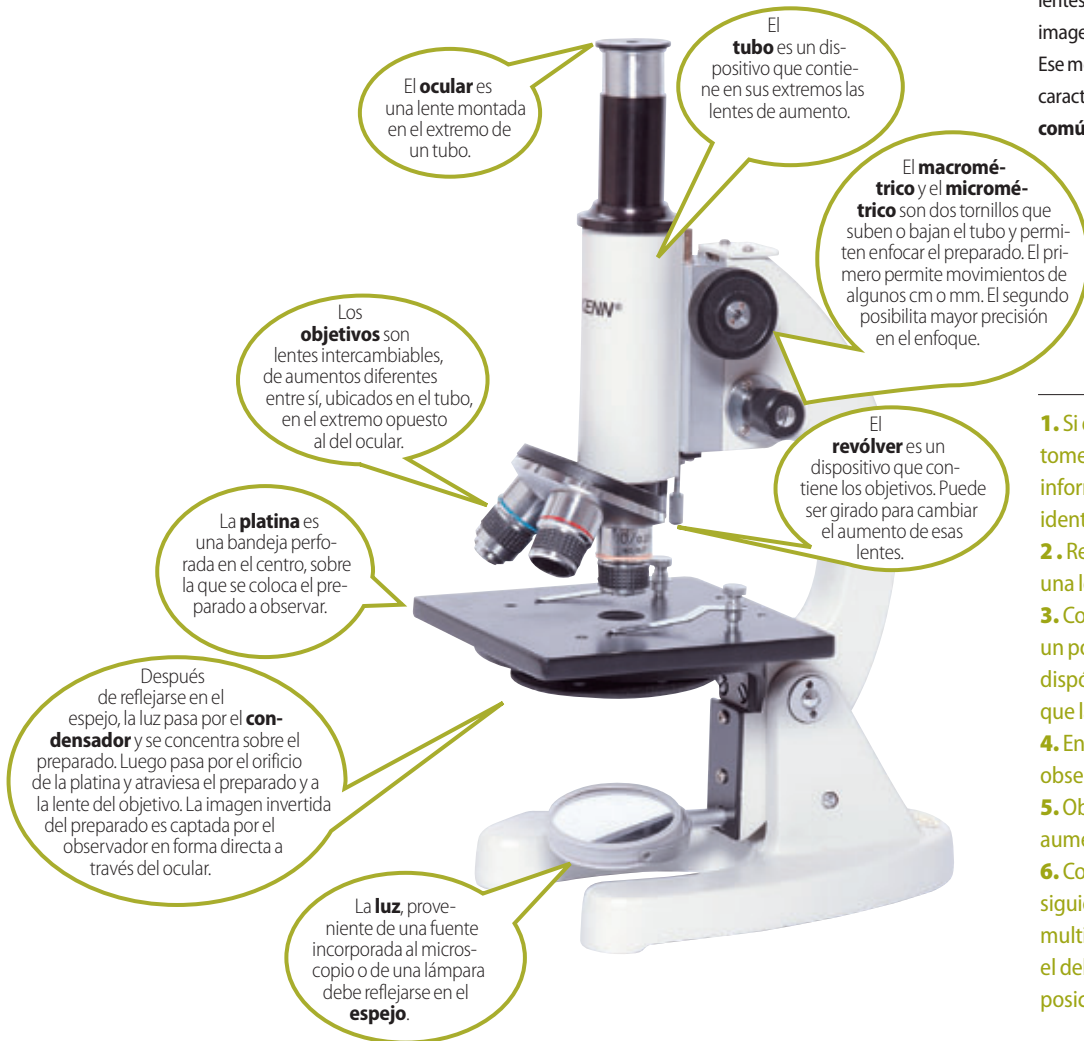 El ocular es
una lente montada
en el extremo de
un tubo.
El
tubo es un dis-
positivo que contie-
ne en sus extremos las
lentes de aumento.
lentes
image
Ese m
caract
comú
El macromé-
trico y el micromé-
trico son dos tornillos que
suben o bajan el tubo y permi-
ten enfocar el preparado. El pri-
mero permite movimientos de
algunos cm o mm. El segundo
posibilita mayor precisión
en el enfoque.
Los
objetivos son
lentes intercambiables,
de aumentos diferentes
entre sí, ubicados en el tubo,
en el extremo opuesto
al del ocular.
El
revólver es un
dispositivo que con-
tiene los objetivos. Puede
ser girado para cambiar
el aumento de esas
lentes.
La platina es
una bandeja perfo-
rada en el centro, sobre
la que se coloca el pre-
parado a observar.
Después
de reflejarse en el
espejo, la luz pasa por el con-
densador y se concentra sobre el
preparado. Luego pasa por el orificio
de la platina y atraviesa el preparado y a
la lente del objetivo. La imagen invertida
del preparado es captada por el
observador en forma directa a
través del ocular.
La luz, prove-
niente de una fuente
incorporada al micros-
copio o de una lámpara
debe reflejarse en el
espejo.
1. Si
tome
inforr
ident
2. Re
una l
3. Co
un po
dispó
que l
4. En
obse
5. Ob
aume
6. Co
siguie
multi
el del
posic